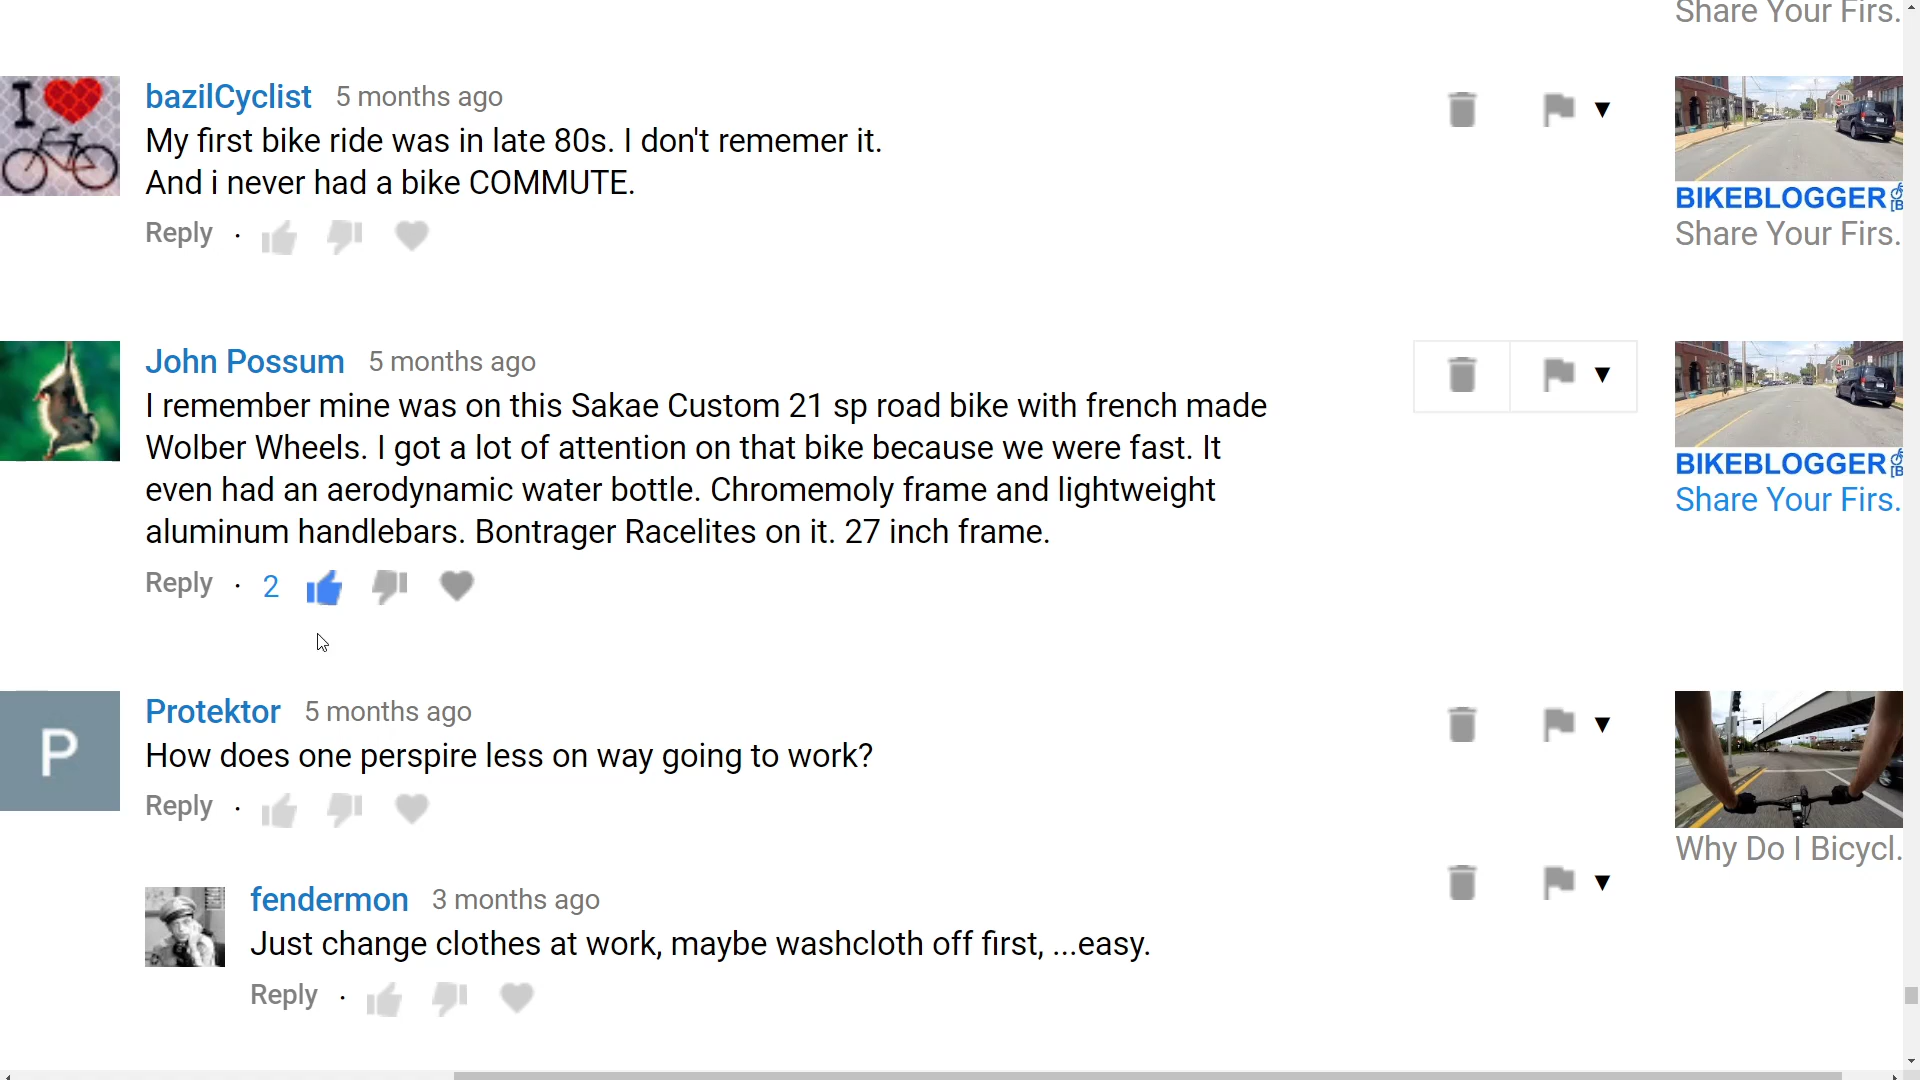 Share Your Firs.
bazilCyclist 5 months ago
My first bike ride was in late 80s. I don't rememer it.
And i never had a bike COMMUTE.
Reply
BIKEBLOGGER
Share Your Firs.
I
John Possum 5 months ago
I remember mine was on this Sakae Custom 21 sp road bike with french made
Wolber Wheels. I got a lot of attention on that bike because we were fast. It
even had an aerodynamic water bottle. Chromemoly frame and lightweight
aluminum handlebars. Bontrager Racelites on it. 27 inch frame.
Reply · 2
BIKEBLOGGER
Share Your Firs.
P
Protektor 5 months ago
How does one perspire less on way going to work?
Reply ·
Why Do I Bicycl.
fendermon 3 months ago
Just change clothes at work, maybe washcloth off first, ...easy.
Reply ·